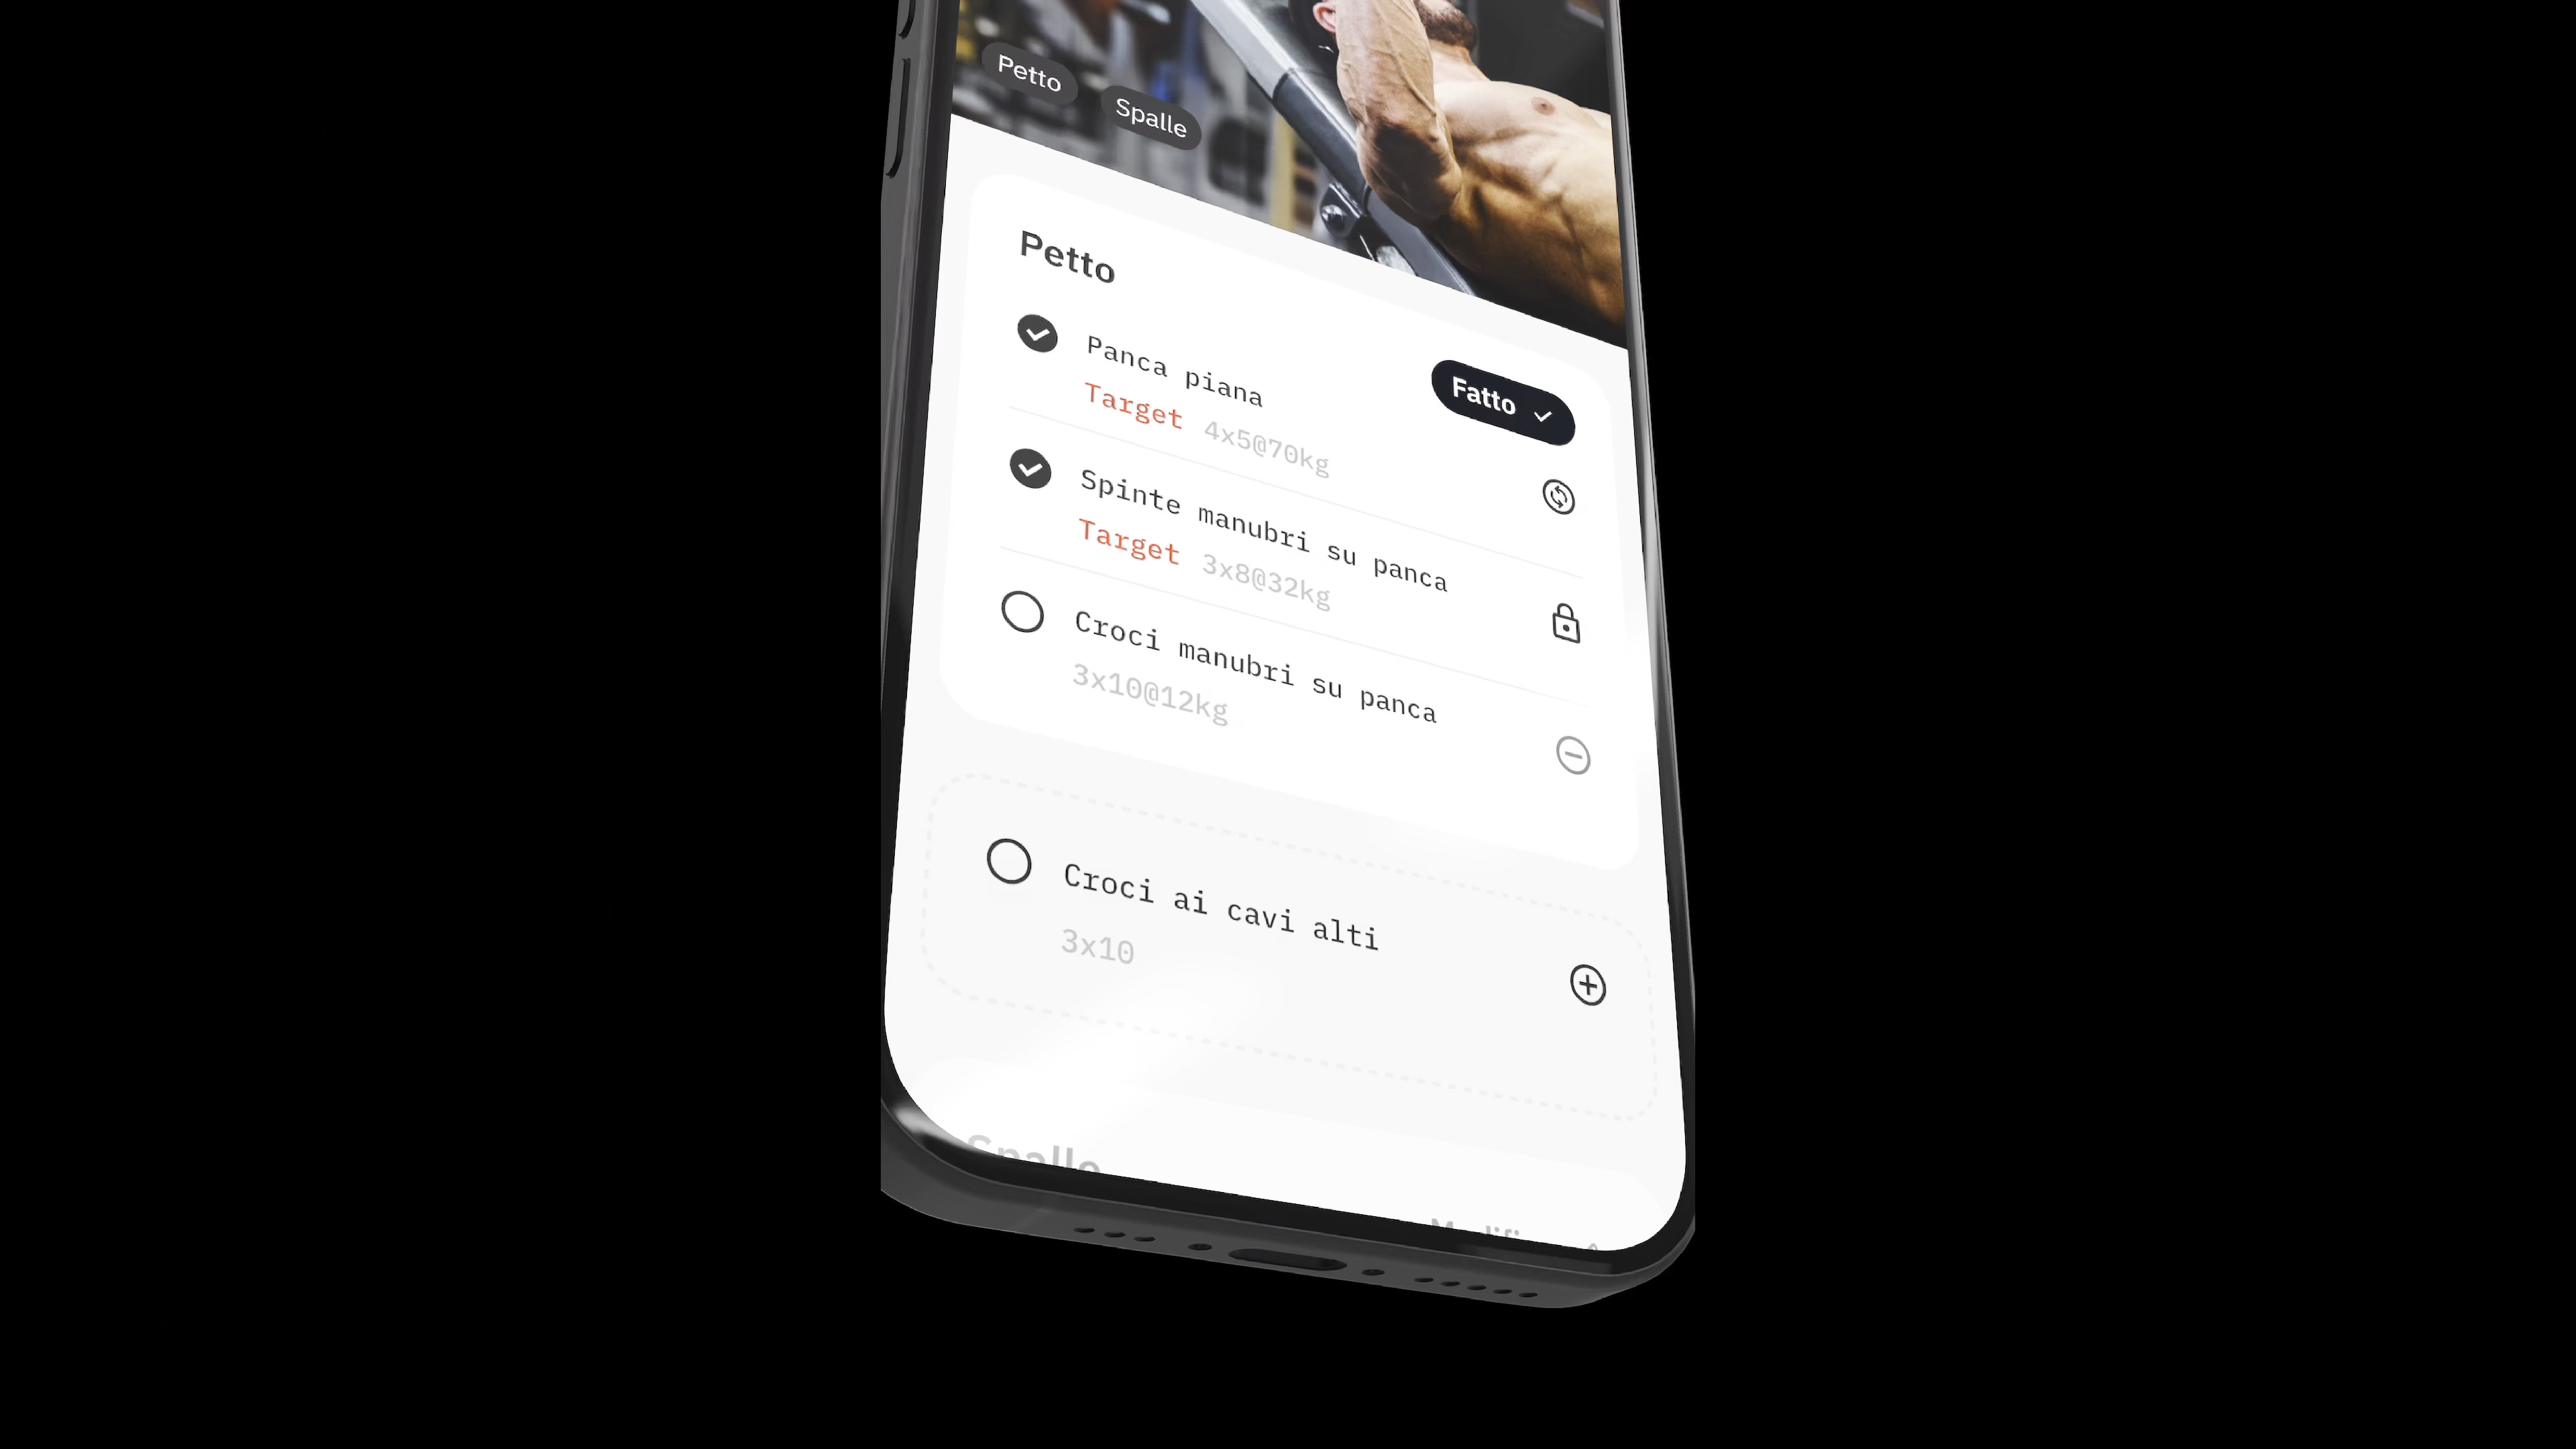 Petto
Spalle
Petto
Fatto
Panca piana
Target 4x5@70kg
Spinte manubri su panca
Target 3x8@32kg
Croci manubri su panca
3x10@12kg
Croci ai cavi alti
3x10
Spalle